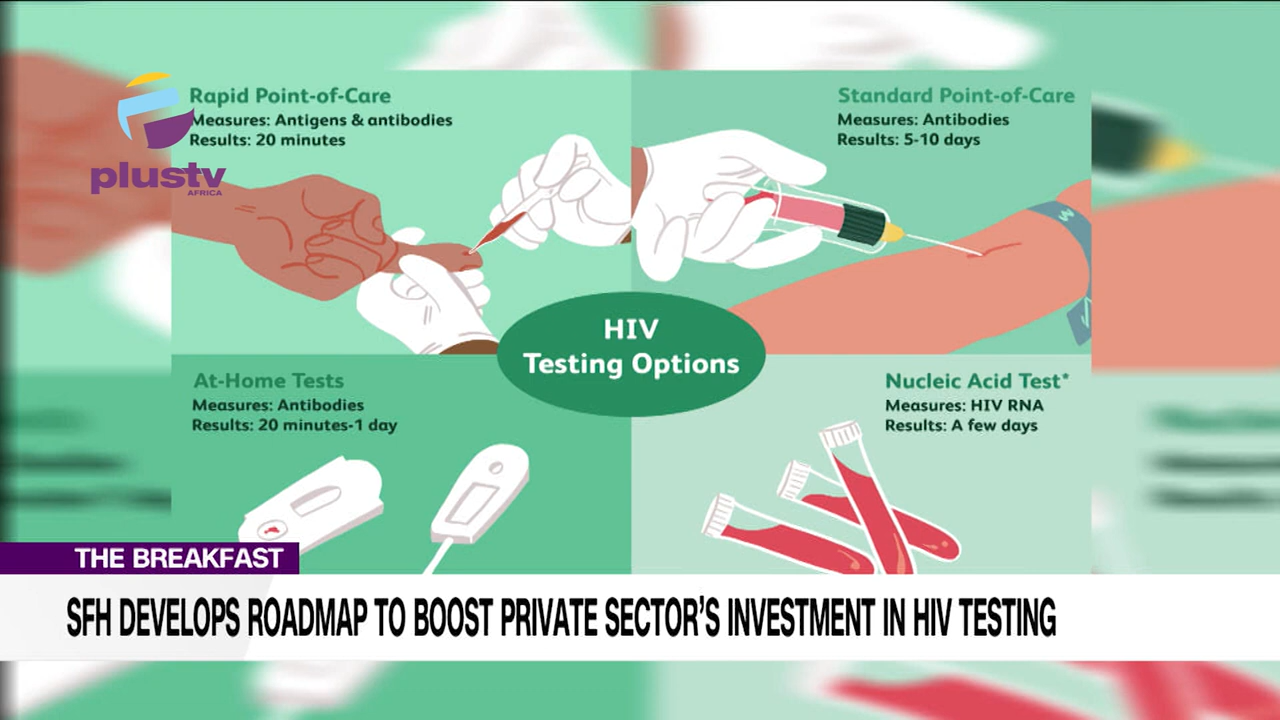 Rapid Point-of-Care
Measures: Antigens & antibodies
Results: 20 minutes
plustv
AFRICA
Standard Point-of-Care
Measures: Antibodies
Results: 5-10 days
HIV
Testing Options
At-Home Tests
Measures: Antibodies
Results: 20 minutes-1 day
Nucleic Acid Test*
Measures: HIV RNA
Results: A few days
THE BREAKFAST
SFH DEVELOPS ROADMAP TO BOOST PRIVATE SECTOR'S INVESTMENT IN HIV TESTING